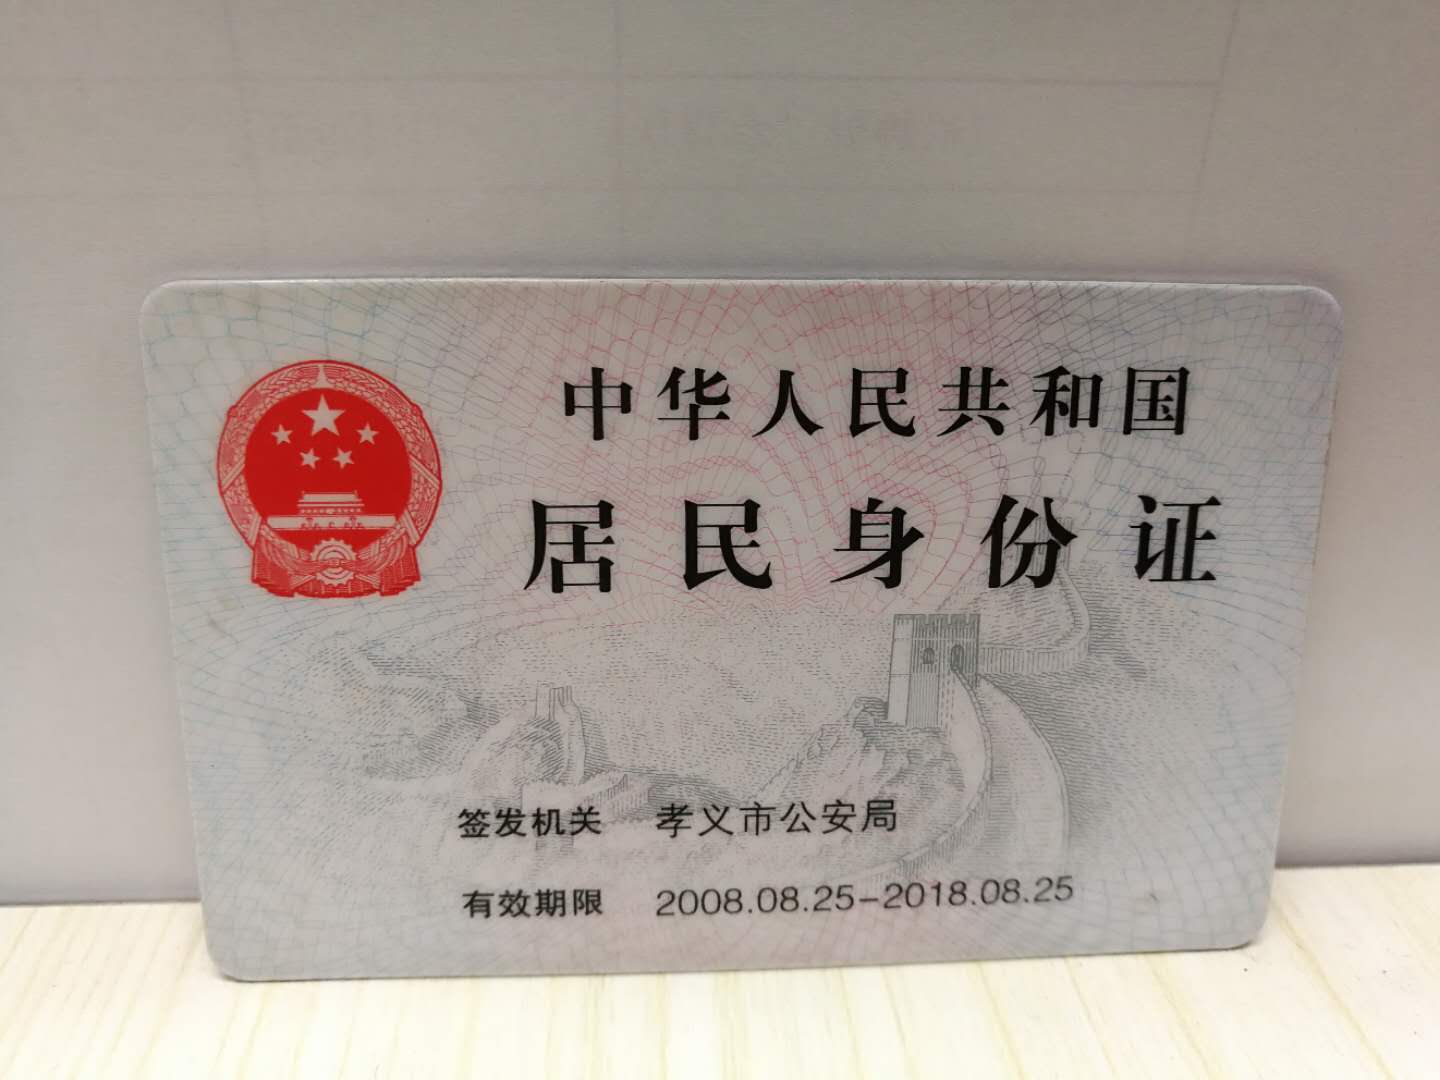 中华人民共和国
居民身份证
签发机关 孝义市公安局
有效期限 2008.08.25-2018.08.25